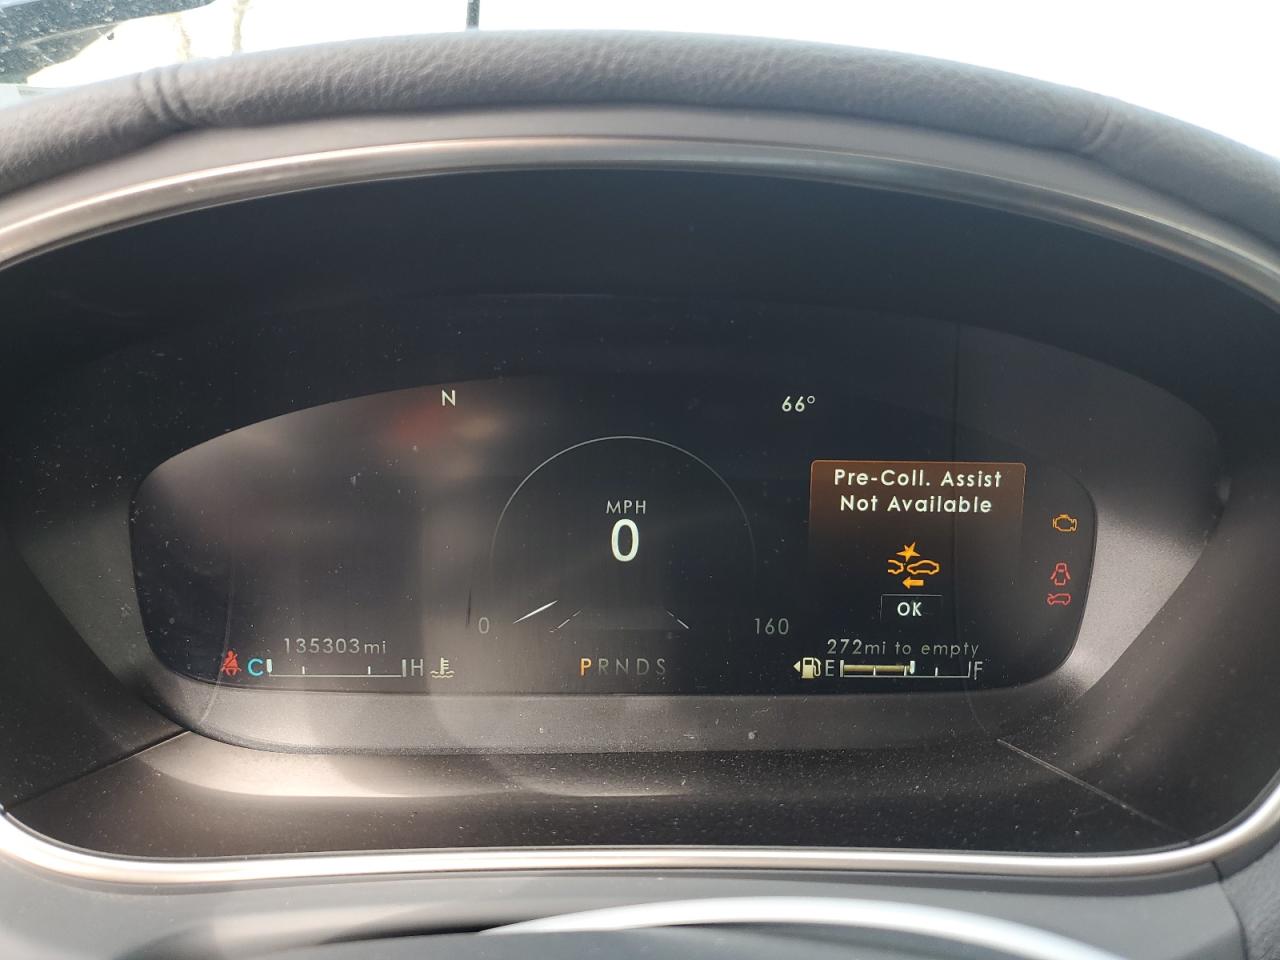 N
66°
Pre-Coll. Assist
Not Available
MPH
0
OK
0
160
135303mi
272mi to empty
C H
PRNDS
E F